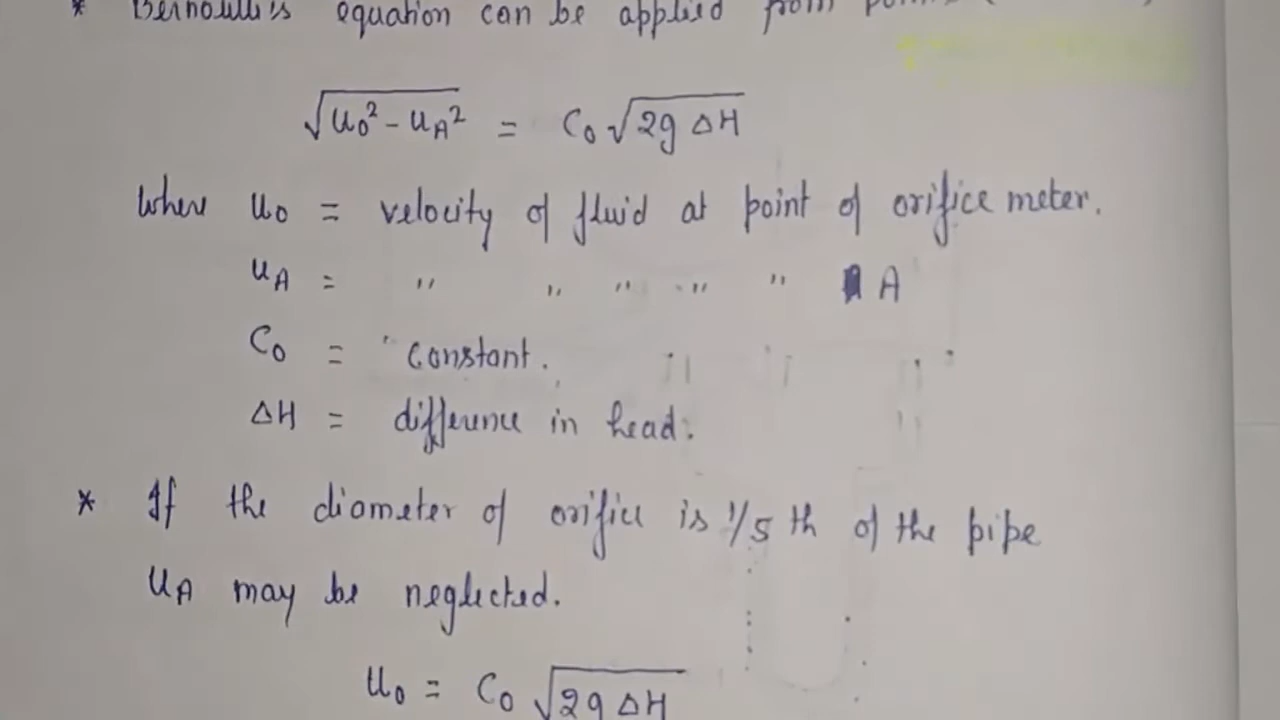 * Bernoulli's equation can be applied from
√u₀² - u_A² = C₀ √2g ΔH
where u₀ = velocity of fluid at point of orifice meter.
u_A = " " " " " A
C₀ = constant.
ΔH = difference in head.
* If the diameter of orifice is 1/5 th of the pipe
u_A may be neglected.
u₀ = C₀ √2g ΔH